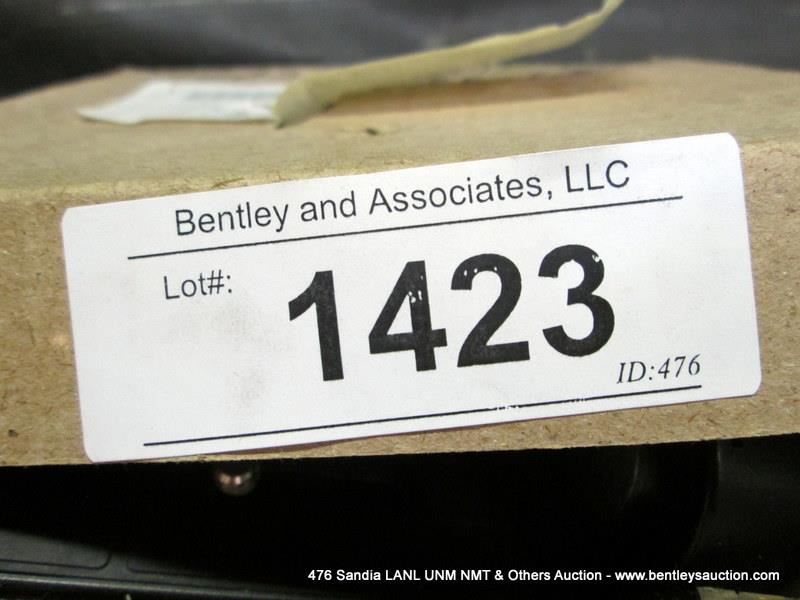 Bentley and Associates, LLC
Lot#:
1423
ID:476
476 Sandia LANL UNM NMT & Others Auction - www.bentleysauction.com